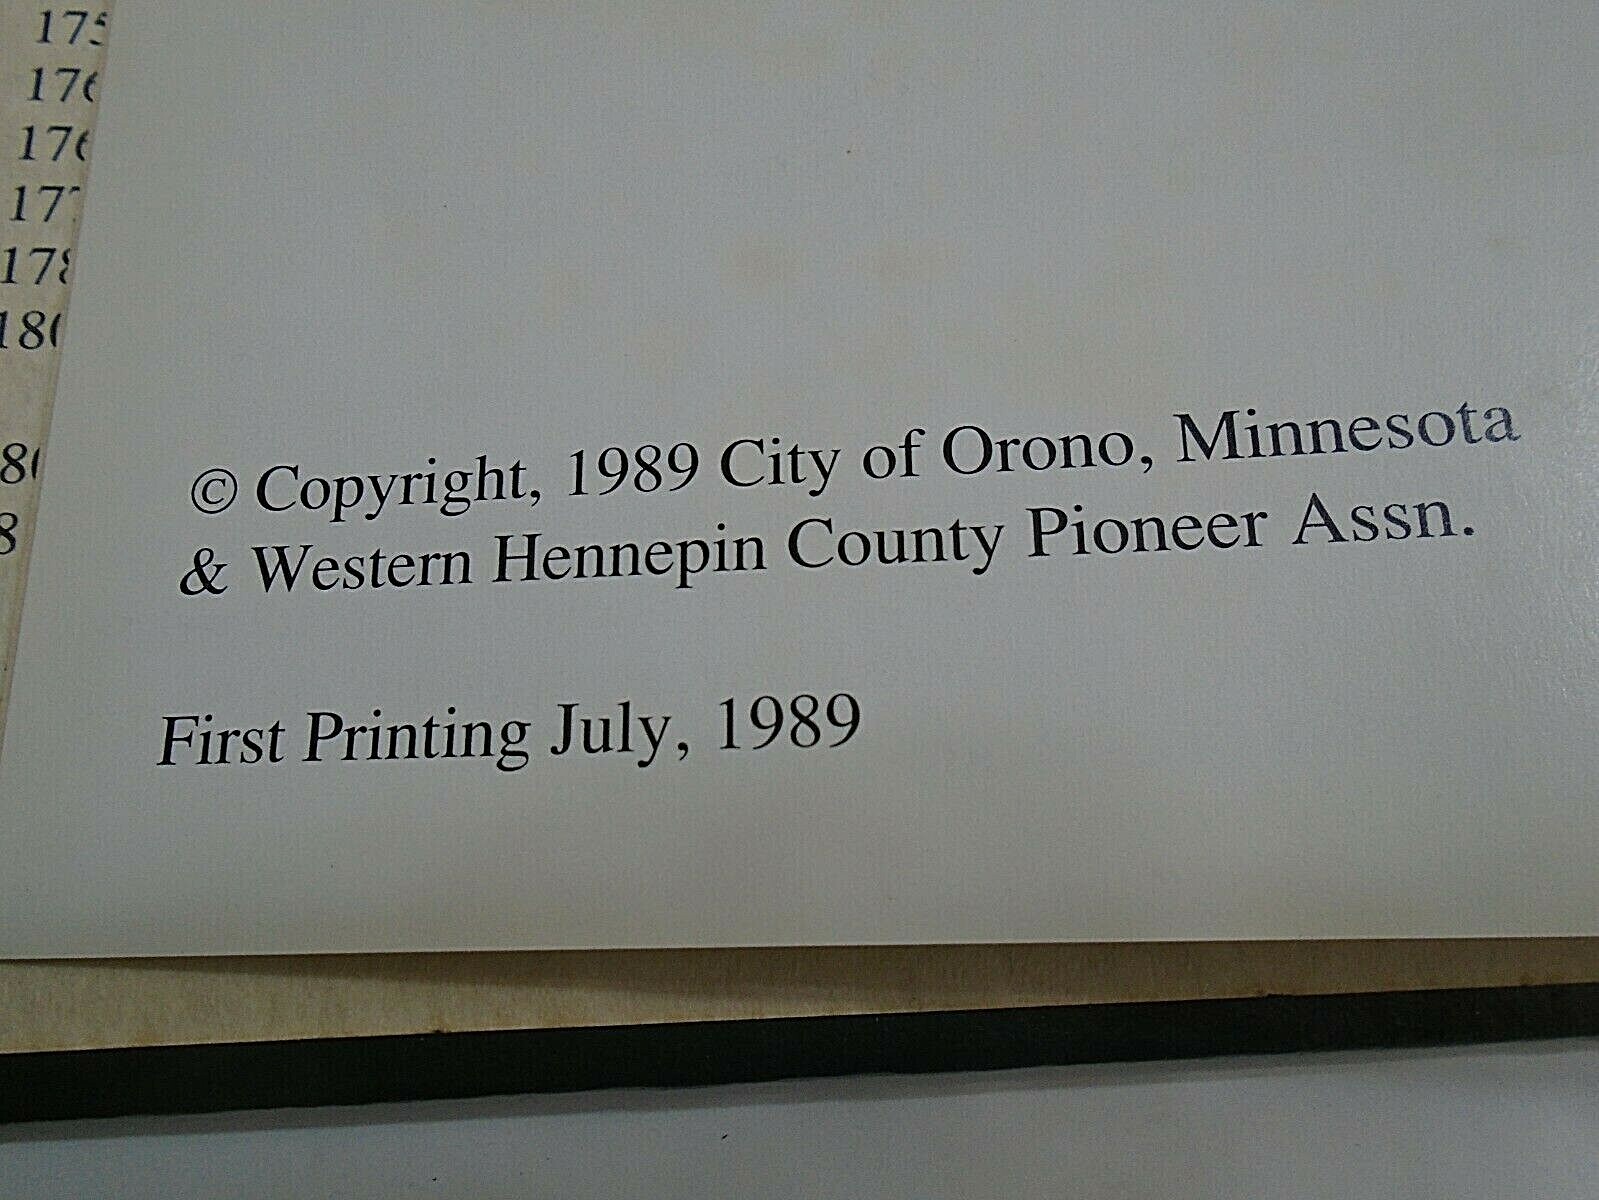 © Copyright, 1989 City of Orono, Minnesota
& Western Hennepin County Pioneer Assn.
First Printing July, 1989